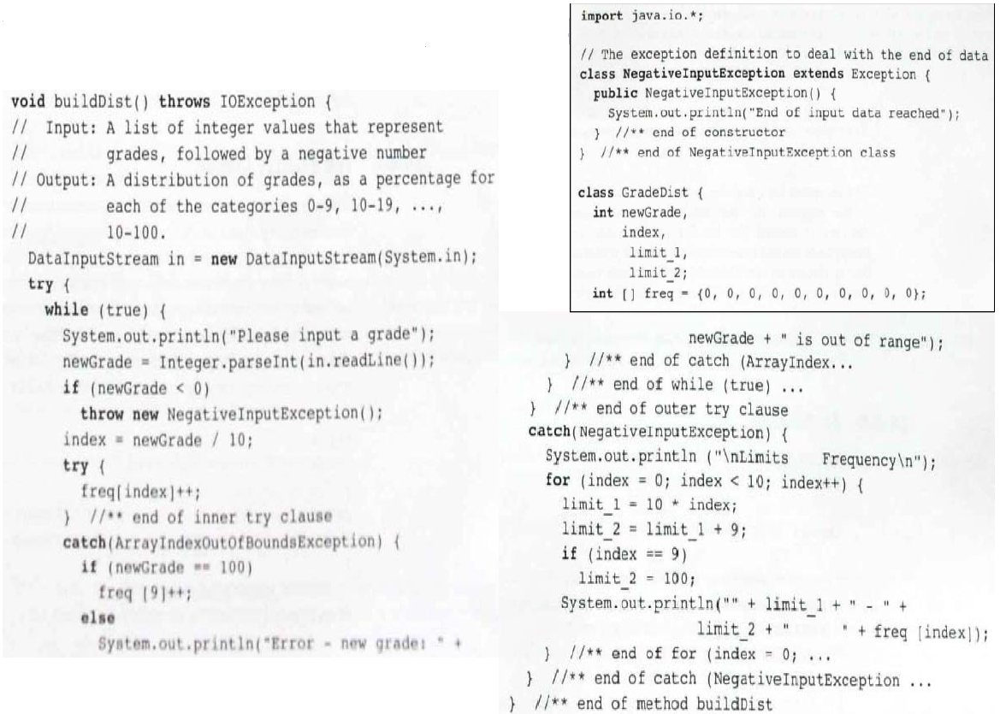 import java.io.*;
// The exception definition to deal with the end of data
class NegativeInputException extends Exception {
public NegativeInputException() {
System.out.println("End of input data reached");
} //** end of constructor
} //** end of NegativeInputException class
class GradeDist {
int newGrade,
index,
limit_1,
limit_2;
int [] freq = {0, 0, 0, 0, 0, 0, 0, 0, 0, 0};
void buildDist() throws IOException {
// Input: A list of integer values that represent
// grades, followed by a negative number
// Output: A distribution of grades, as a percentage for
// each of the categories 0-9, 10-19, ...,
// 10-100.
DataInputStream in = new DataInputStream(System.in);
try {
while (true) {
System.out.println("Please input a grade");
newGrade = Integer.parseInt(in.readLine());
if (newGrade < 0)
throw new NegativeInputException();
index = newGrade / 10;
try {
freq[index]++;
} //** end of inner try clause
catch(ArrayIndexOutOfBoundsException) {
if (newGrade == 100)
freq [9]++;
else
System.out.println("Error - new grade: " +
newGrade + " is out of range");
} //** end of catch (ArrayIndex...
} //** end of while (true) ...
} //** end of outer try clause
catch(NegativeInputException) {
System.out.println ("\nLimits Frequency\n");
for (index = 0; index < 10; index++) {
limit_1 = 10 * index;
limit_2 = limit_1 + 9;
if (index == 9)
limit_2 = 100;
System.out.println("" + limit_1 + " - " +
limit_2 + " " + freq [index]);
} //** end of for (index = 0; ...
} //** end of catch (NegativeInputException ...
} //** end of method buildDist